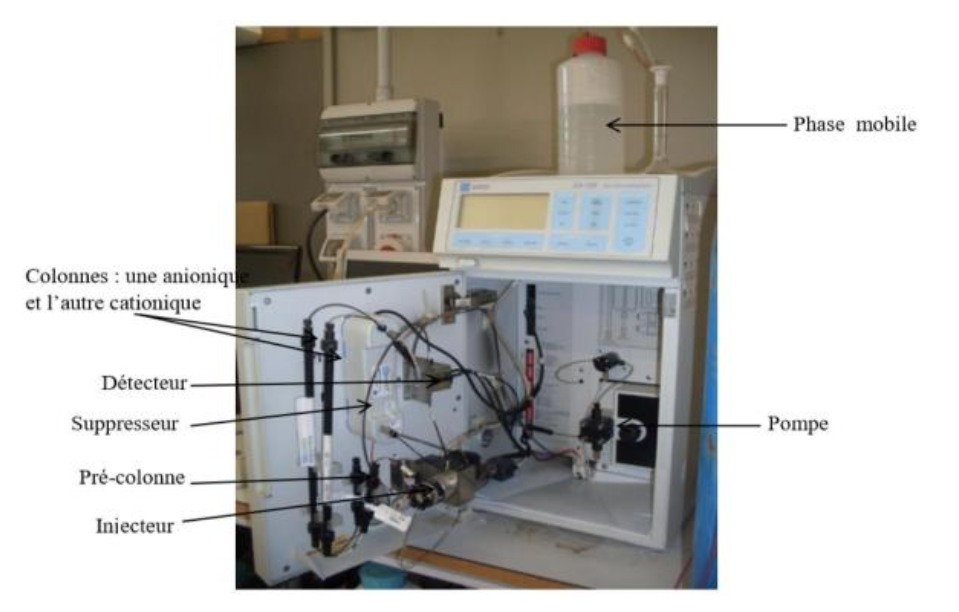 Phase mobile
Colonnes : une anionique
et l'autre cationique
Détecteur
Suppresseur
Pompe
Pré-colonne
Injecteur